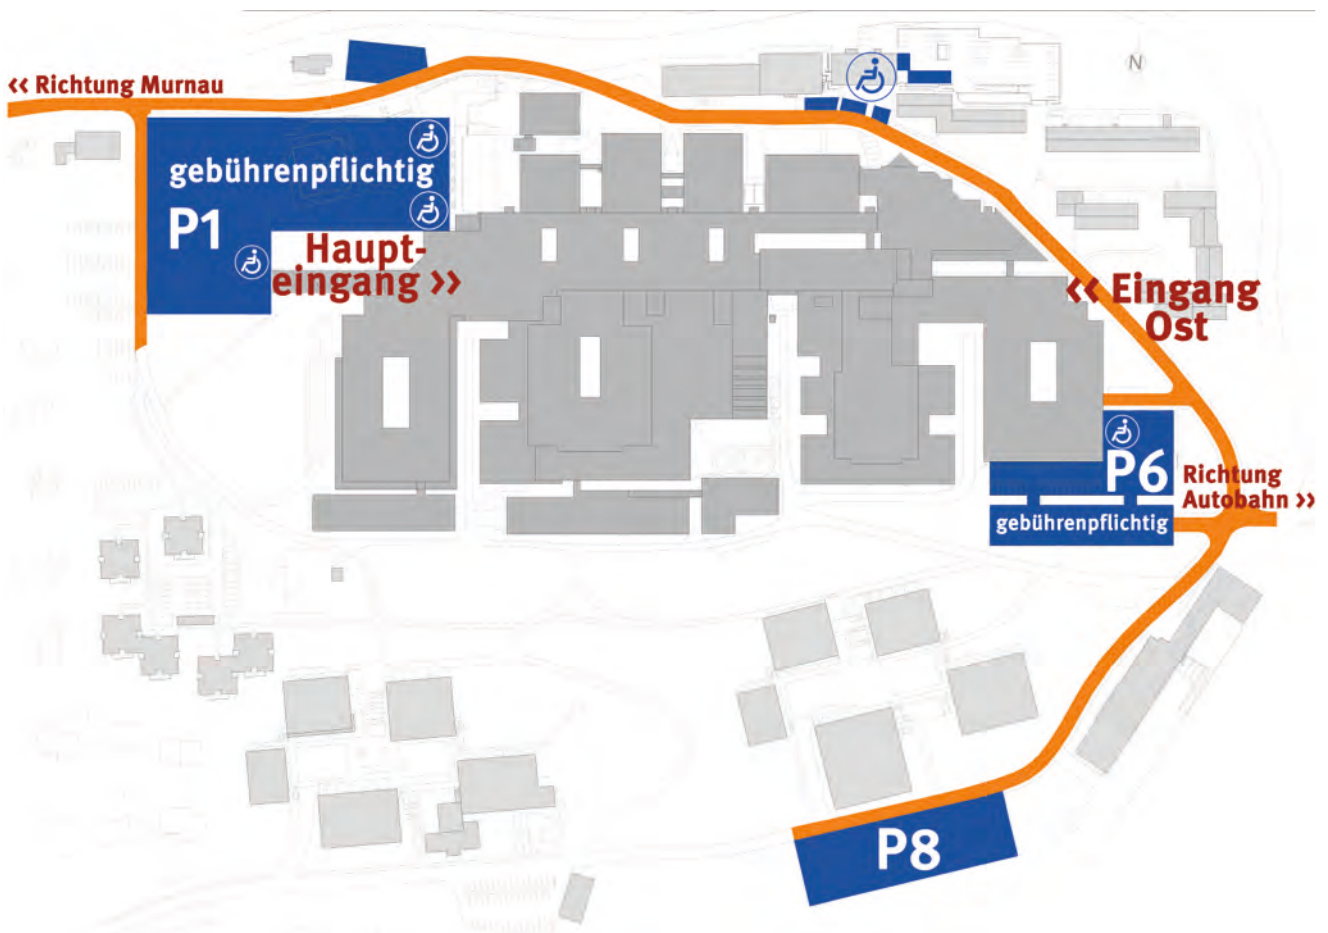 << Richtung Murnau
N
gebührenpflichtig
P1
Haupt-
eingang >>
<< Eingang
Ost
P6
Richtung
Autobahn >>
gebührenpflichtig
P8